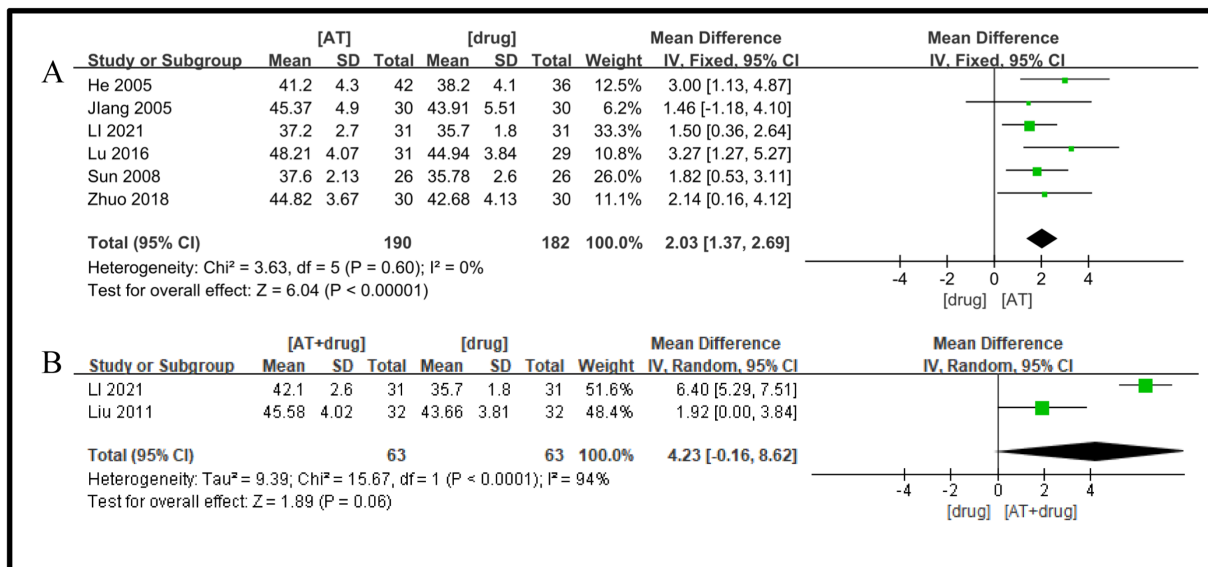 A
[AT] [drug] Mean Difference Mean Difference
Study or Subgroup Mean SD Total Mean SD Total Weight IV, Fixed, 95% CI IV, Fixed, 95% CI
He 2005 41.2 4.3 42 38.2 4.1 36 12.5% 3.00 [1.13, 4.87]
JIang 2005 45.37 4.9 30 43.91 5.51 30 6.2% 1.46 [-1.18, 4.10]
LI 2021 37.2 2.7 31 35.7 1.8 31 33.3% 1.50 [0.36, 2.64]
Lu 2016 48.21 4.07 31 44.94 3.84 29 10.8% 3.27 [1.27, 5.27]
Sun 2008 37.6 2.13 26 35.78 2.6 26 26.0% 1.82 [0.53, 3.11]
Zhuo 2018 44.82 3.67 30 42.68 4.13 30 11.1% 2.14 [0.16, 4.12]
Total (95% CI) 190 182 100.0% 2.03 [1.37, 2.69]
Heterogeneity: Chi² = 3.63, df = 5 (P = 0.60); I² = 0%
Test for overall effect: Z = 6.04 (P < 0.00001)
-4 -2 0 2 4
[drug] [AT]
B
[AT+drug] [drug] Mean Difference Mean Difference
Study or Subgroup Mean SD Total Mean SD Total Weight IV, Random, 95% CI IV, Random, 95% CI
LI 2021 42.1 2.6 31 35.7 1.8 31 51.6% 6.40 [5.29, 7.51]
Liu 2011 45.58 4.02 32 43.66 3.81 32 48.4% 1.92 [0.00, 3.84]
Total (95% CI) 63 63 100.0% 4.23 [-0.16, 8.62]
Heterogeneity: Tau² = 9.39; Chi² = 15.67, df = 1 (P < 0.0001); I² = 94%
Test for overall effect: Z = 1.89 (P = 0.06)
-4 -2 0 2 4
[drug] [AT+drug]